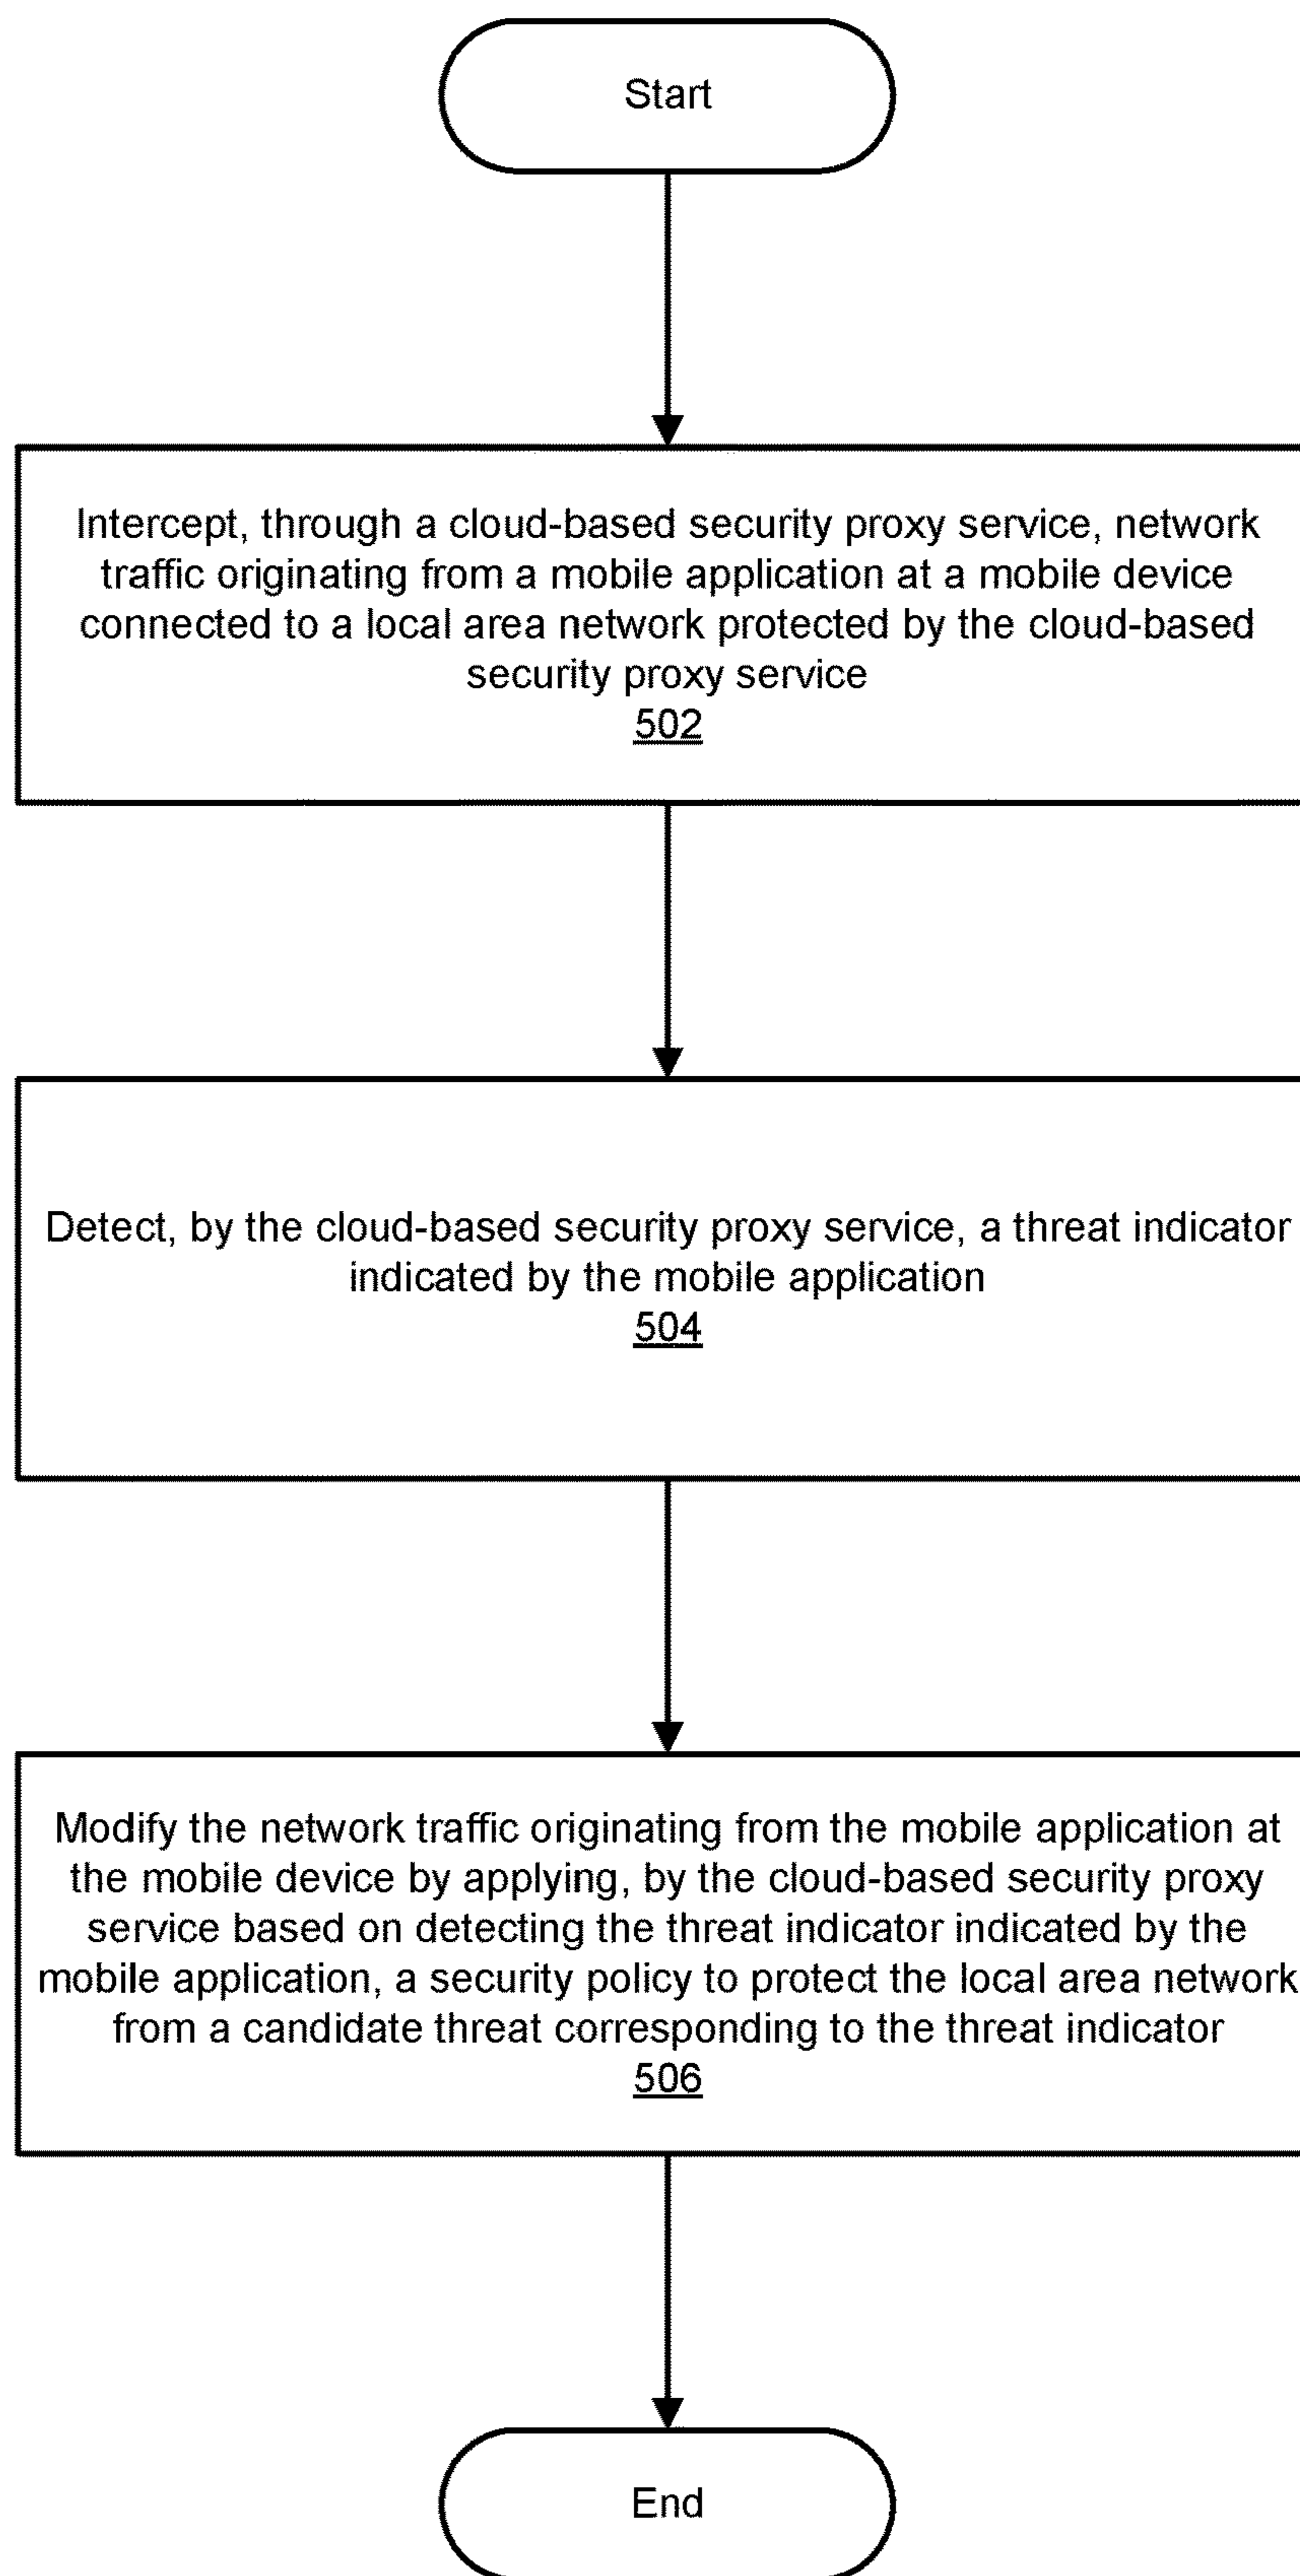 Start
Intercept, through a cloud-based security proxy service, network
traffic originating from a mobile application at a mobile device
connected to a local area network protected by the cloud-based
security proxy service
502
Detect, by the cloud-based security proxy service, a threat indicator
indicated by the mobile application
504
Modify the network traffic originating from the mobile application at
the mobile device by applying, by the cloud-based security proxy
service based on detecting the threat indicator indicated by the
mobile application, a security policy to protect the local area network
from a candidate threat corresponding to the threat indicator
506
End